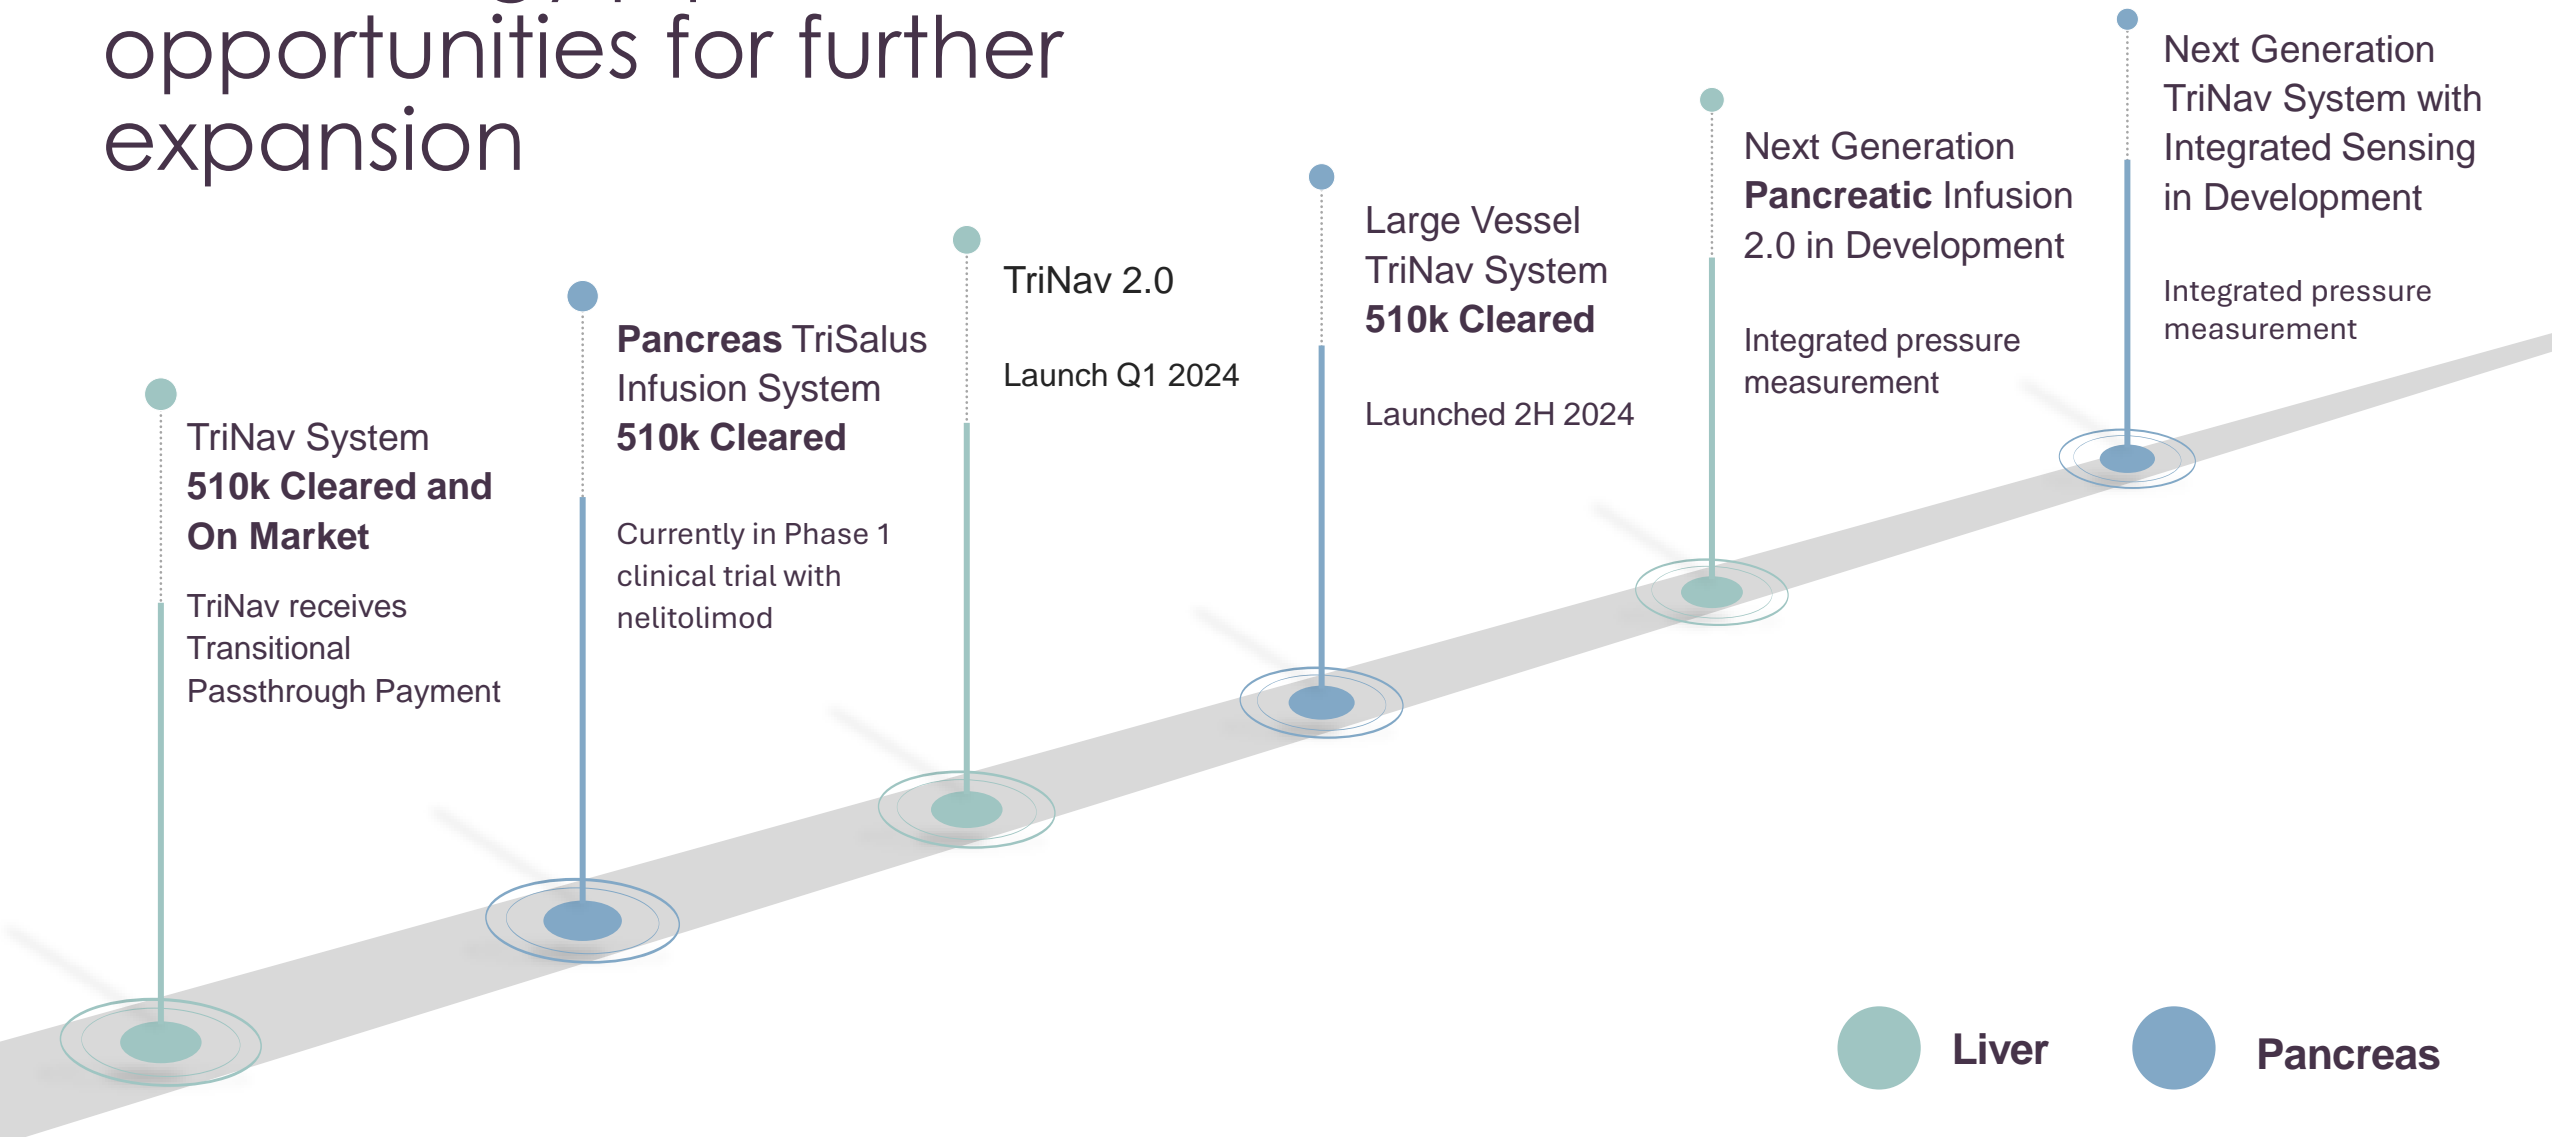 opportunities for further
expansion
TriNav System
510k Cleared and
On Market
TriNav receives
Transitional
Passthrough Payment
Pancreas TriSalus
Infusion System
510k Cleared
Currently in Phase 1
clinical trial with
nelitolimod
TriNav 2.0
Launch Q1 2024
Large Vessel
TriNav System
510k Cleared
Launched 2H 2024
Next Generation
Pancreatic Infusion
2.0 in Development
Integrated pressure
measurement
Next Generation
TriNav System with
Integrated Sensing
in Development
Integrated pressure
measurement
Liver
Pancreas